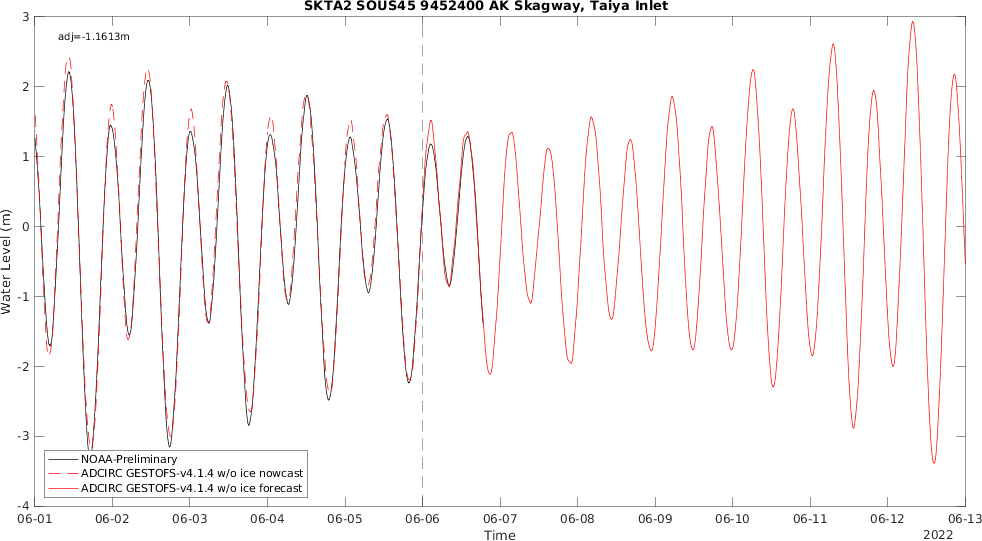 SKTA2 SOUS45 9452400 AK Skagway, Taiya Inlet
adj=-1.1613m
3
2
1
0
-1
-2
-3
-4
Water Level (m)
NOAA-Preliminary
ADCIRC GESTOFS-v4.1.4 w/o ice nowcast
ADCIRC GESTOFS-v4.1.4 w/o ice forecast
06-01 06-02 06-03 06-04 06-05 06-06 06-07 06-08 06-09 06-10 06-11 06-12 06-13
Time
2022